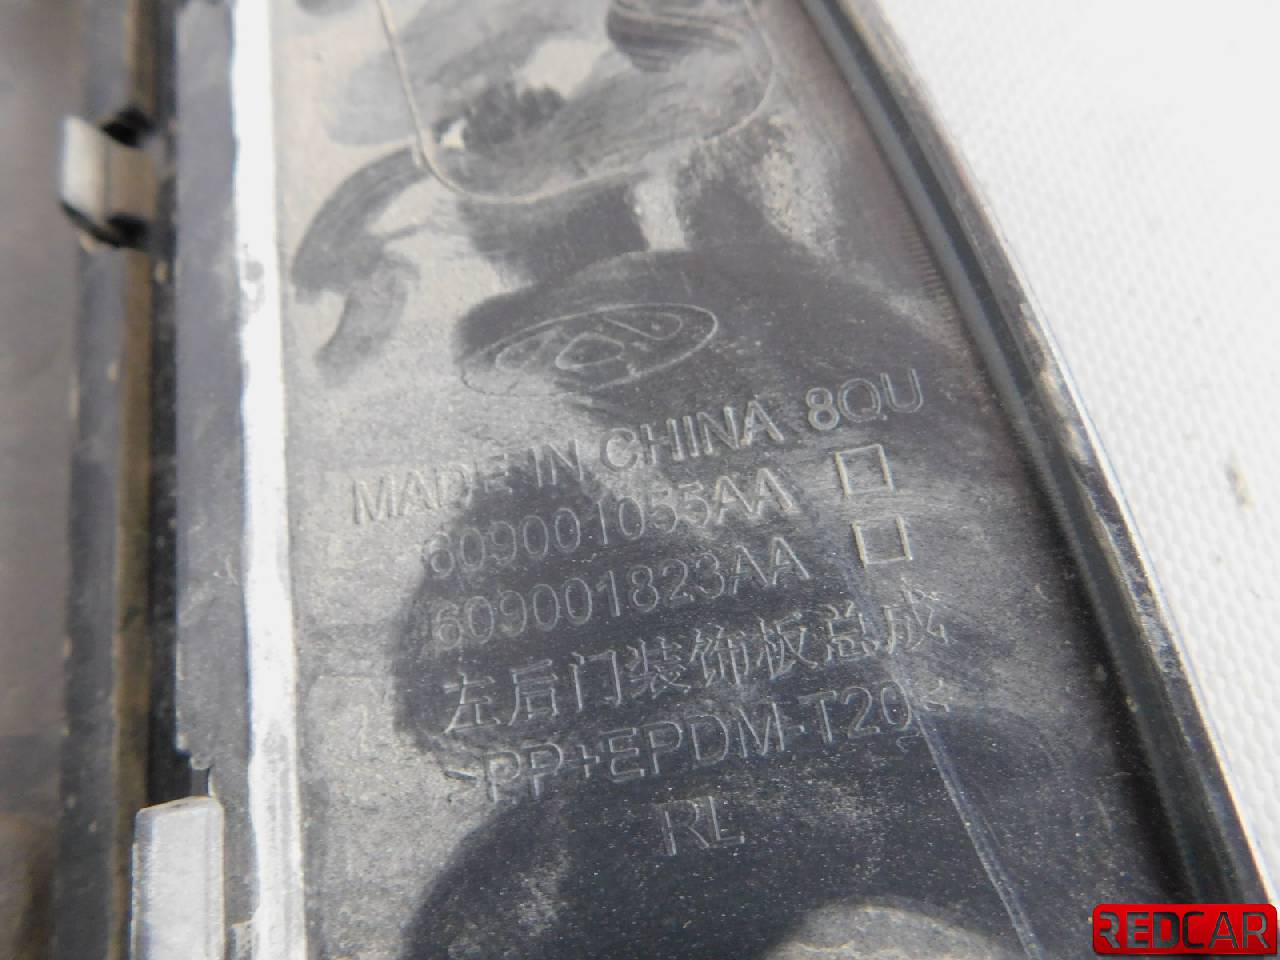 MADE IN CHINA 8QU
609001055AA □
609001823AA □
左后门装饰板总成
>PP+EPDM-T20<
RL
REDCAR